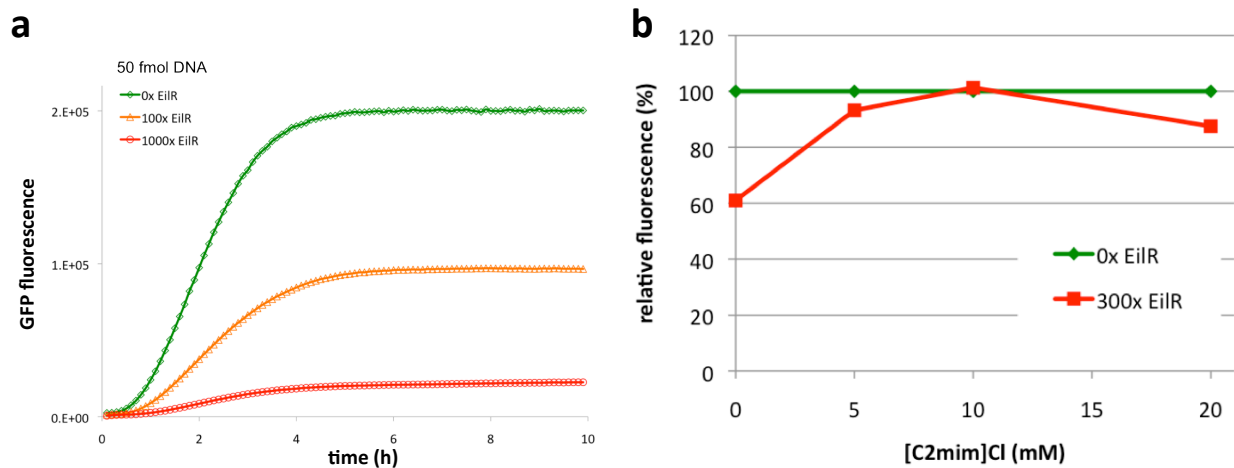 a
50 fmol DNA
0x EilR
100x EilR
1000x EilR
2.E+05
1.E+05
0.E+00
GFP fluorescence
0 2 4 6 8 10
time (h)
b
120
100
80
60
40
20
0
relative fluorescence (%)
0x EilR
300x EilR
0 5 10 15 20
[C2mim]Cl (mM)